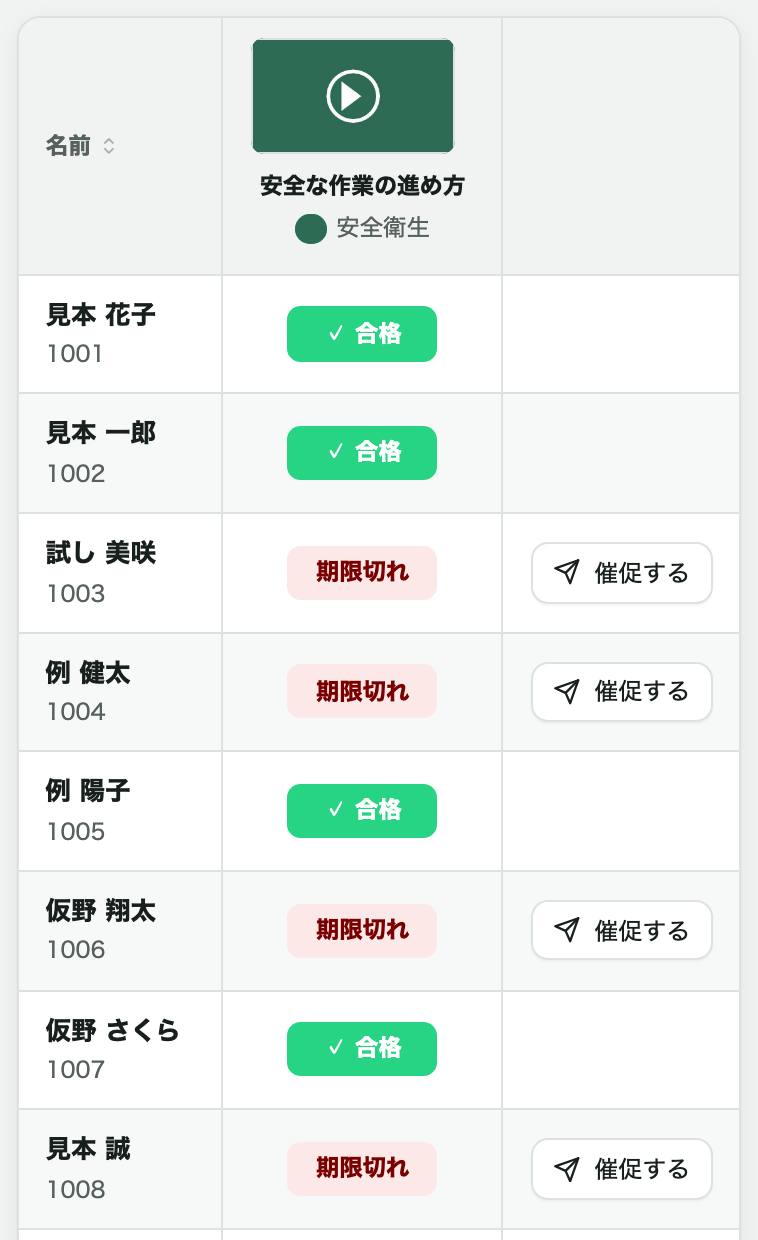 名前
安全な作業の進め方
安全衛生
見本 花子
1001
✓ 合格
見本 一郎
1002
✓ 合格
試し 美咲
1003
期限切れ
催促する
例 健太
1004
期限切れ
催促する
例 陽子
1005
✓ 合格
仮野 翔太
1006
期限切れ
催促する
仮野 さくら
1007
✓ 合格
見本 誠
1008
期限切れ
催促する